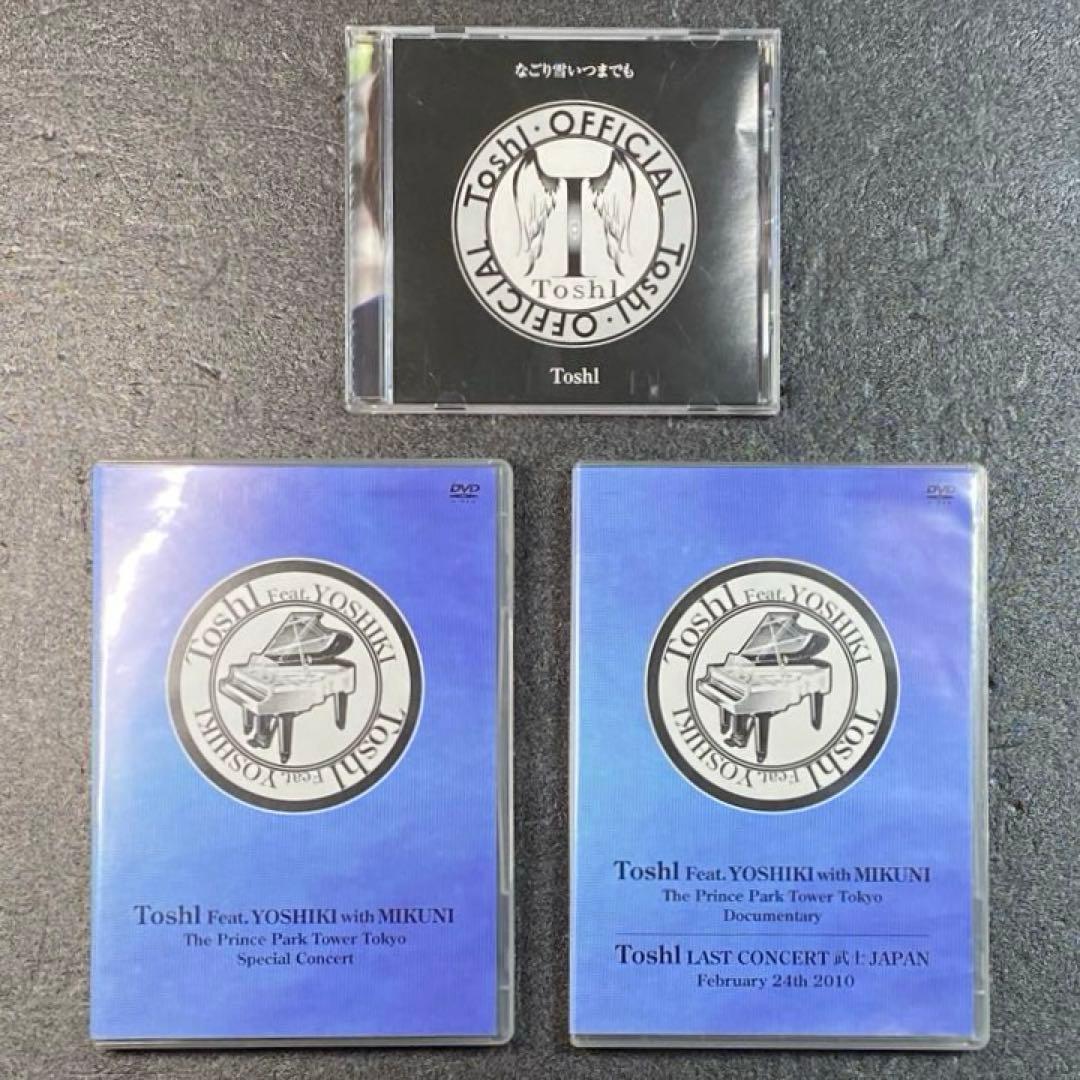 なごり雪いつまでも
Toshl・OFFICIAL
Toshl・OFFICIAL
T
Toshl
Toshl
DVD
Toshl Feat. YOSHIKI
Toshl Feat. YOSHIKI
Toshl Feat. YOSHIKI with MIKUNI
The Prince Park Tower Tokyo
Special Concert
DVD
Toshl Feat. YOSHIKI
Toshl Feat. YOSHIKI
Toshl Feat. YOSHIKI with MIKUNI
The Prince Park Tower Tokyo
Documentary
Toshl LAST CONCERT 武士 JAPAN
February 24th 2010